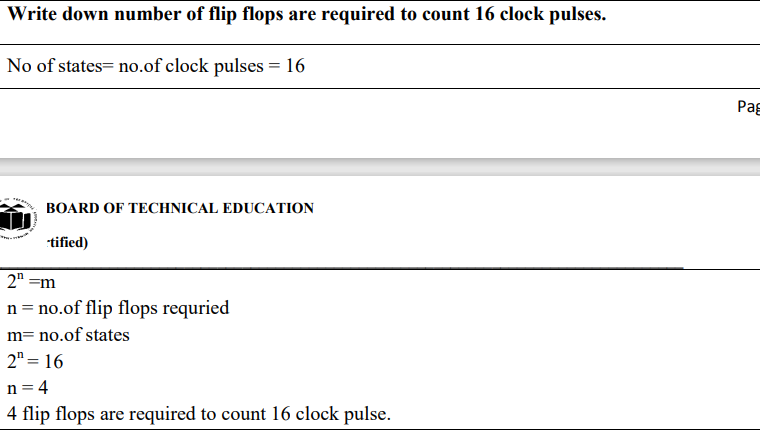 Write down number of flip flops are required to count 16 clock pulses.
No of states= no.of clock pulses = 16
Pag
BOARD OF TECHNICAL EDUCATION
tified)
2ⁿ =m
n = no.of flip flops requried
m= no.of states
2ⁿ = 16
n = 4
4 flip flops are required to count 16 clock pulse.